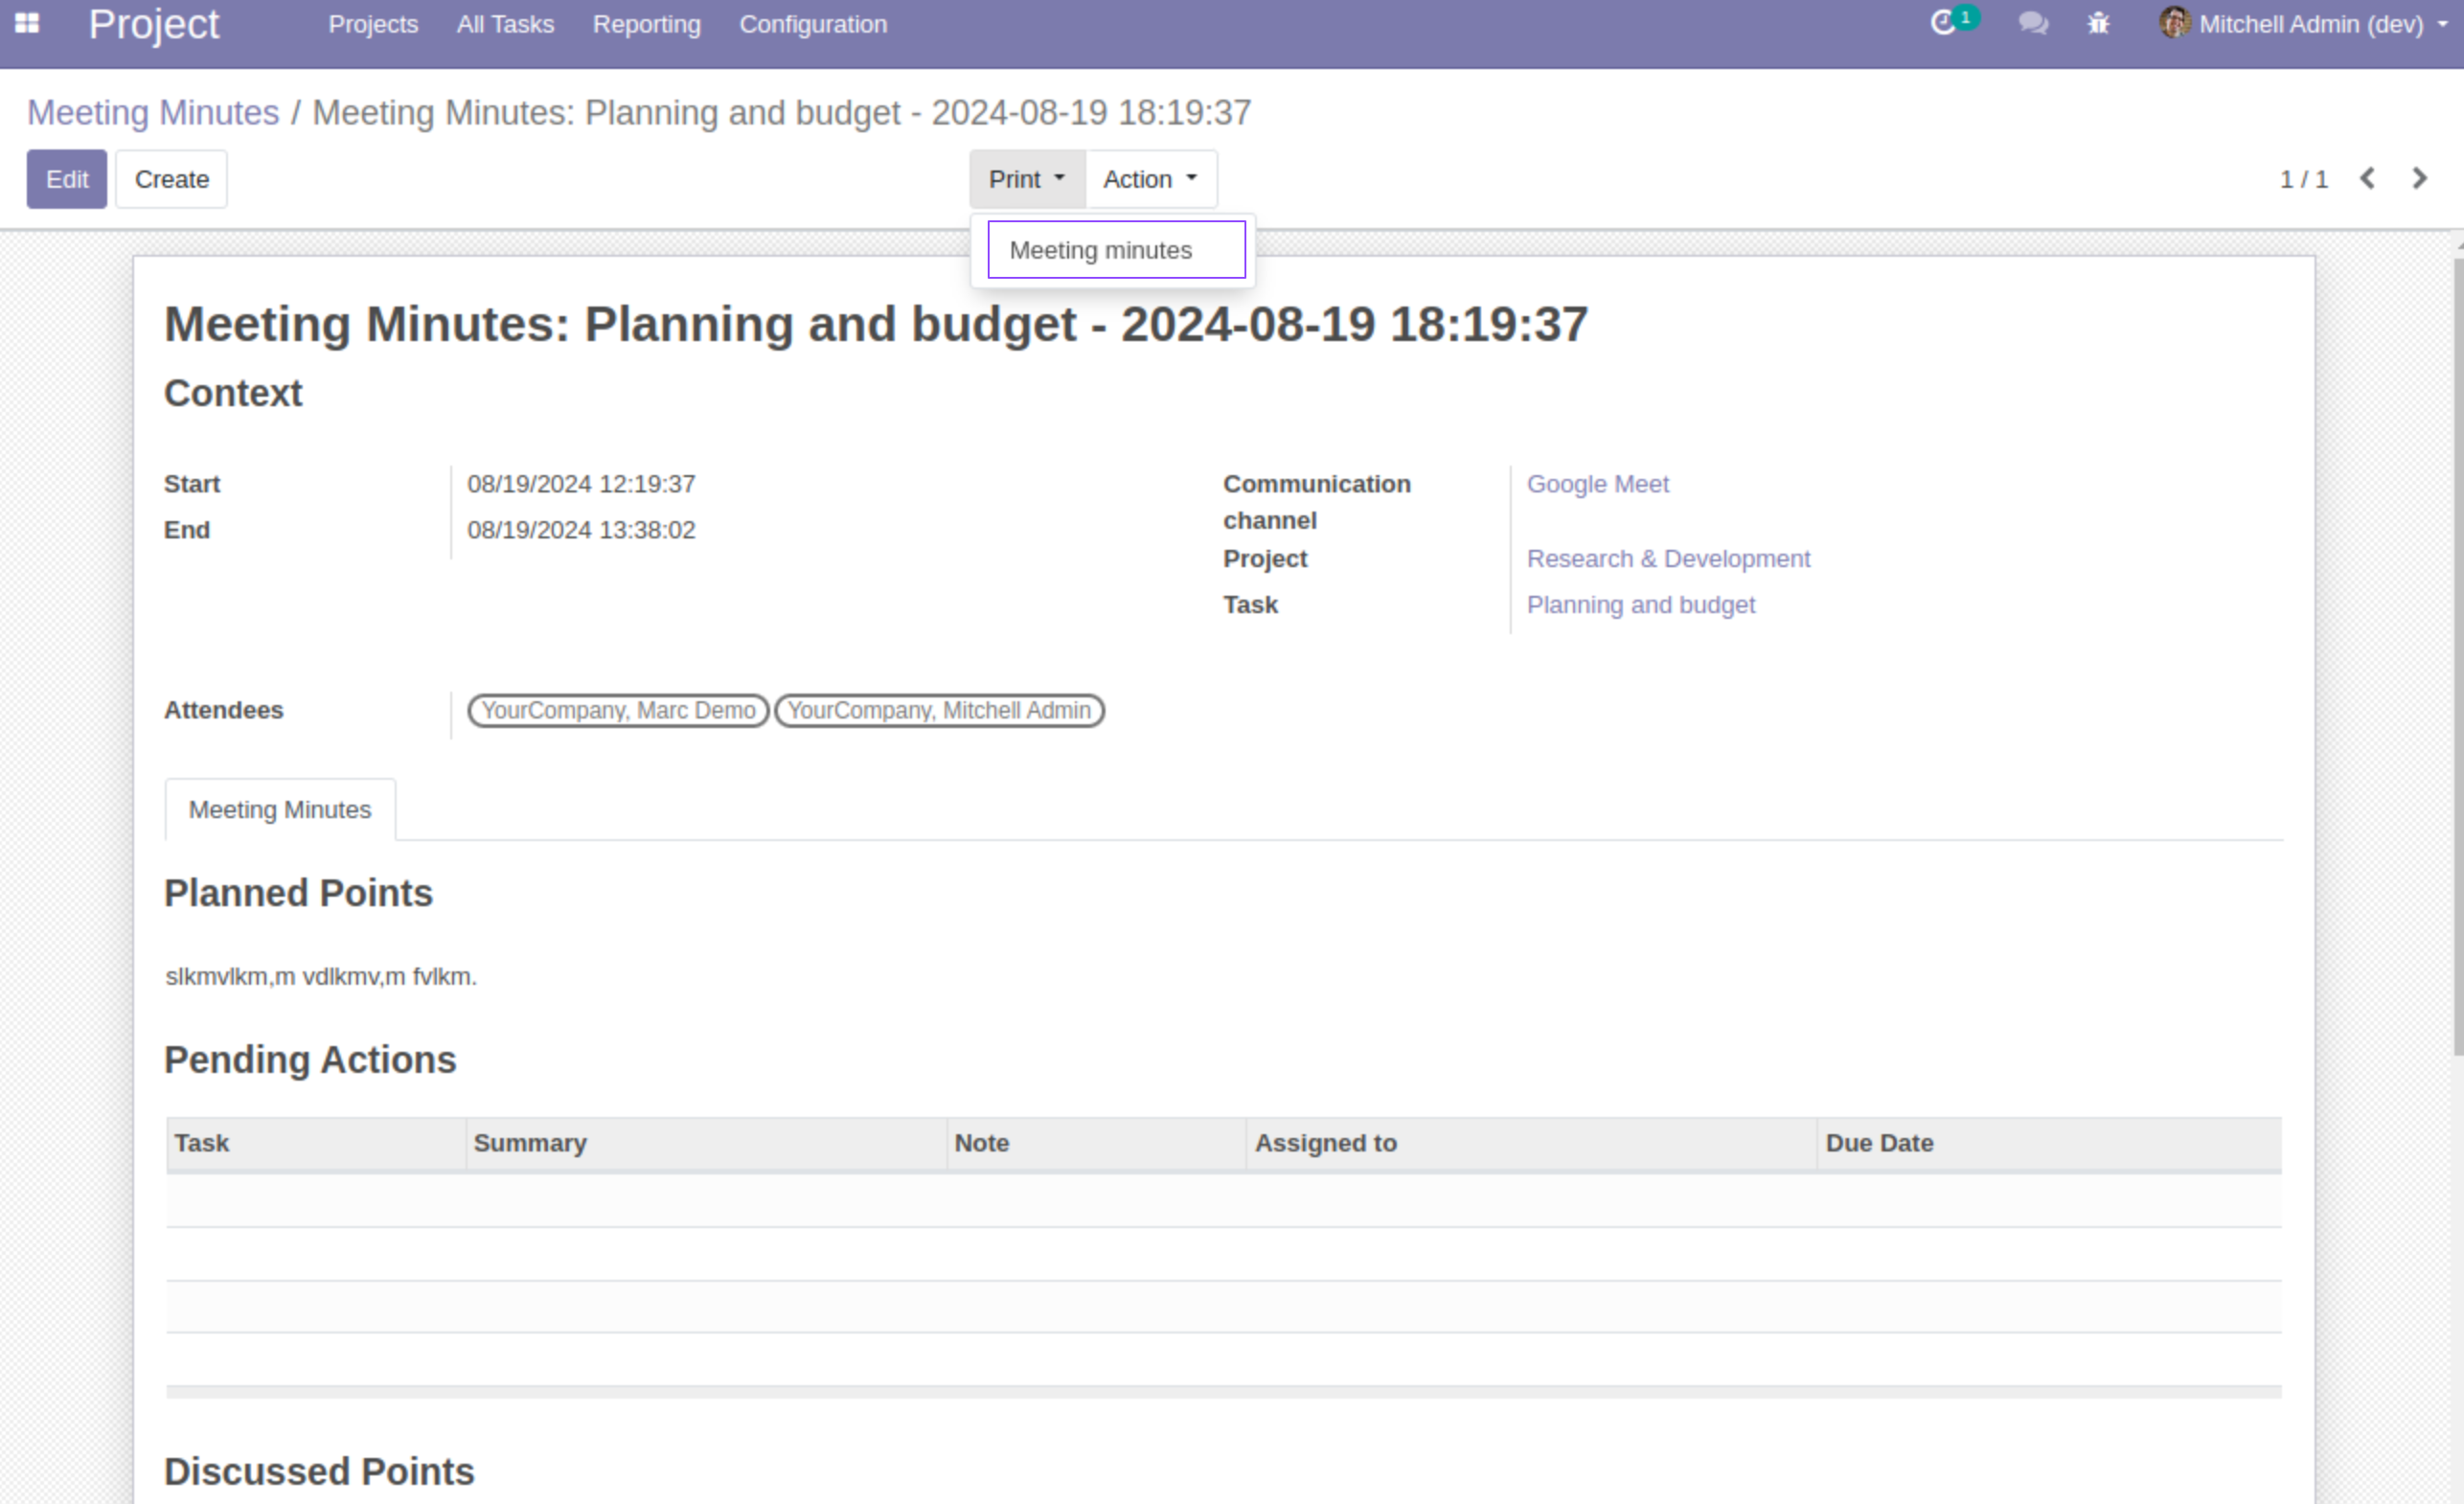 Project Projects All Tasks Reporting Configuration 1 Mitchell Admin (dev)
Meeting Minutes / Meeting Minutes: Planning and budget - 2024-08-19 18:19:37
Edit Create Print Action 1 / 1
Meeting minutes
Meeting Minutes: Planning and budget - 2024-08-19 18:19:37
Context
Start 08/19/2024 12:19:37
End 08/19/2024 13:38:02
Communication channel Google Meet
Project Research & Development
Task Planning and budget
Attendees YourCompany, Marc Demo YourCompany, Mitchell Admin
Meeting Minutes
Planned Points
slkmvlkm,m vdlkmv,m fvlkm.
Pending Actions
Task Summary Note Assigned to Due Date
Discussed Points